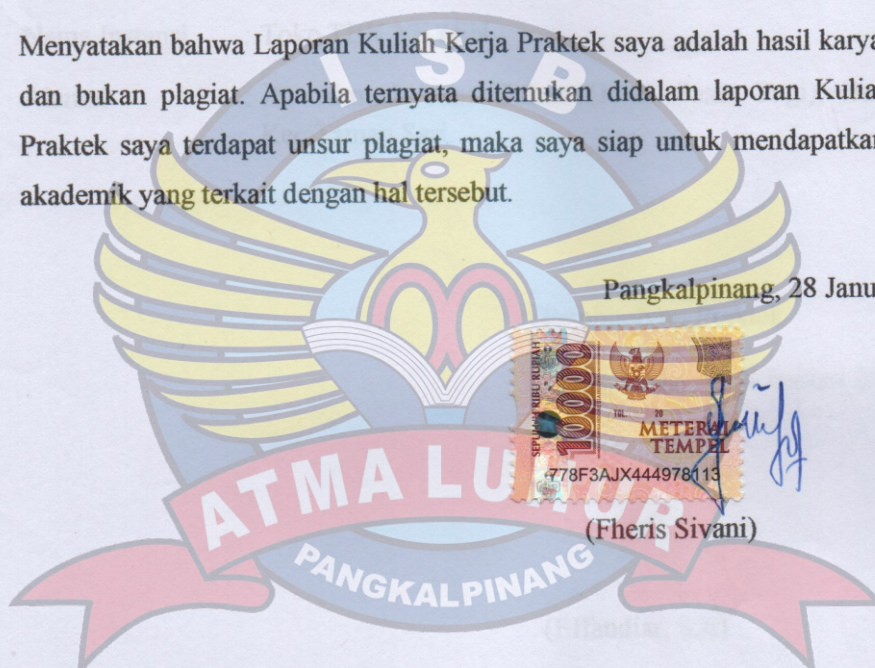 Menyatakan bahwa Laporan Kuliah Kerja Praktek saya adalah hasil karya
dan bukan plagiat. Apabila ternyata ditemukan didalam laporan Kulia
Praktek saya terdapat unsur plagiat, maka saya siap untuk mendapatkan
akademik yang terkait dengan hal tersebut.
I S B
Pangkalpinang, 28 Janu
SEPULUH RIBU RUPIAH
10000
TGL 20
METERAI
TEMPEL
778F3AJX444978113
ATMA LUHUR
(Fheris Sivani)
PANGKALPINANG